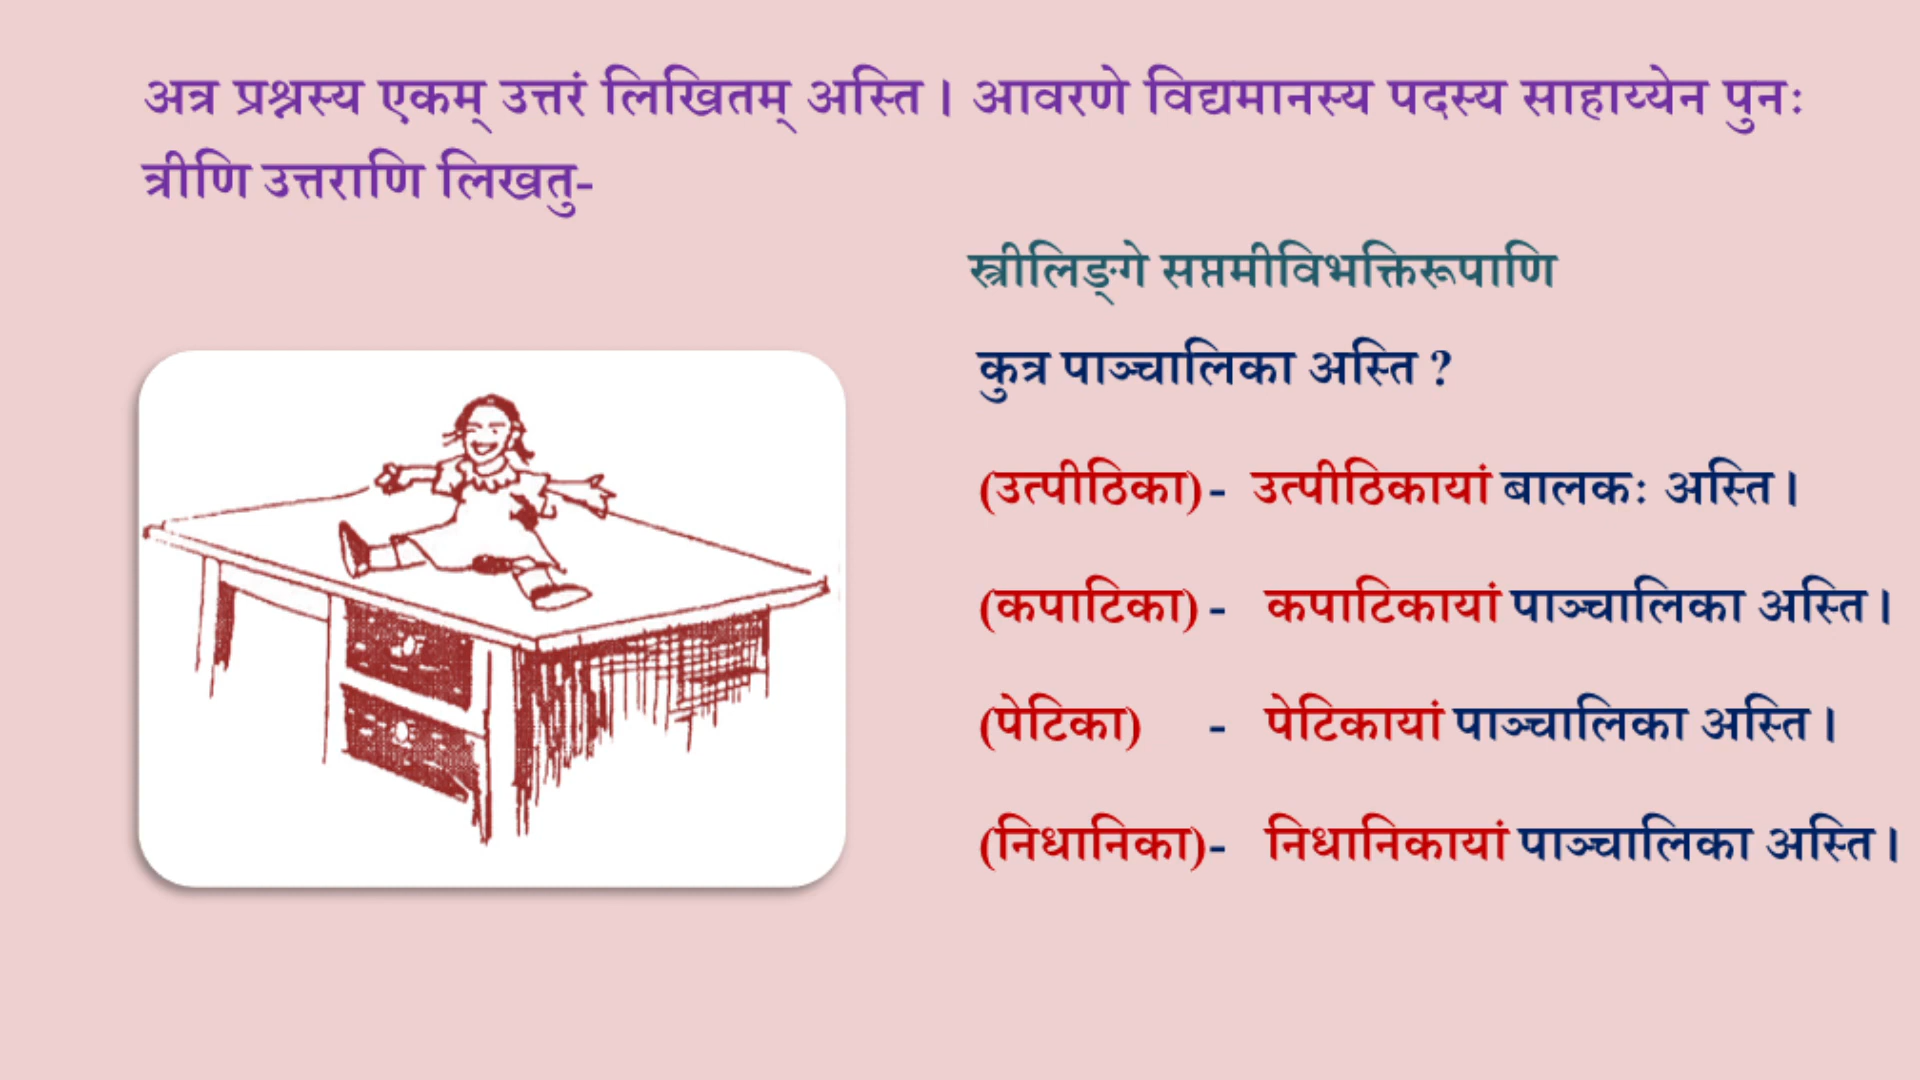 अत्र प्रश्नस्य एकम् उत्तरं लिखितम् अस्ति। आवरणे विद्यमानस्य पदस्य साहाय्येन पुनः
त्रीणि उत्तराणि लिखतु-
स्त्रीलिङ्गे सप्तमीविभक्तिरूपाणि
कुत्र पाञ्चालिका अस्ति ?
(उत्पीठिका) - उत्पीठिकायां बालकः अस्ति।
(कपाटिका) - कपाटिकायां पाञ्चालिका अस्ति।
(पेटिका) - पेटिकायां पाञ्चालिका अस्ति।
(निधानिका)- निधानिकायां पाञ्चालिका अस्ति।